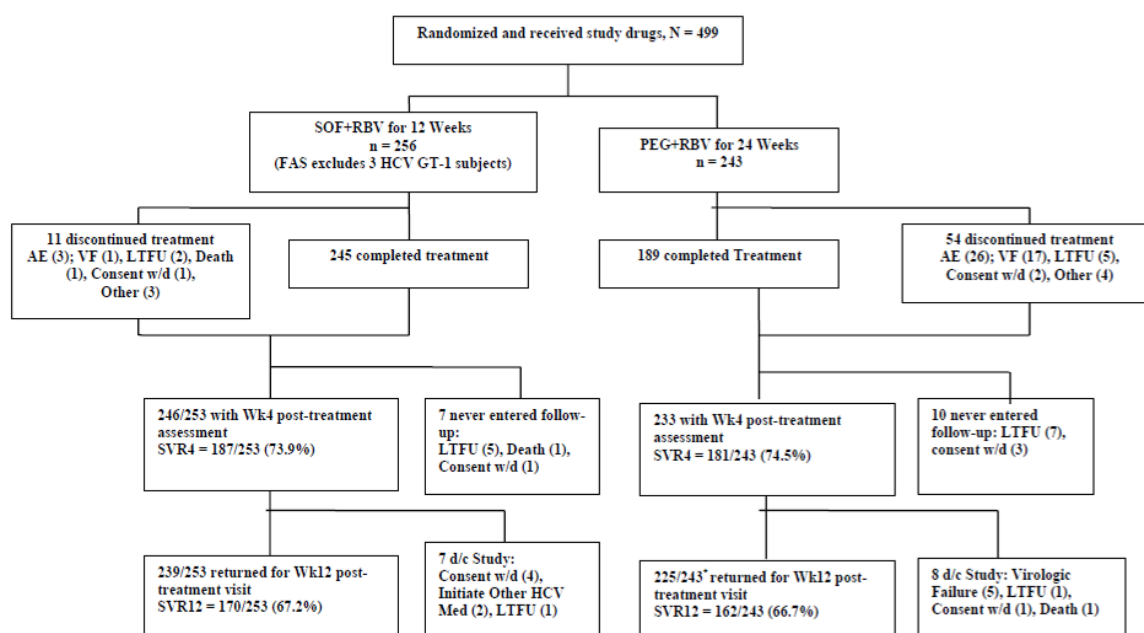 Randomized and received study drugs, N = 499
SOF+RBV for 12 Weeks
n = 256
(FAS excludes 3 HCV GT-1 subjects)
PEG+RBV for 24 Weeks
n = 243
11 discontinued treatment
AE (3); VF (1), LTFU (2), Death
(1), Consent w/d (1),
Other (3)
245 completed treatment
189 completed Treatment
54 discontinued treatment
AE (26); VF (17), LTFU (5),
Consent w/d (2), Other (4)
246/253 with Wk4 post-treatment
assessment
SVR4 = 187/253 (73.9%)
7 never entered follow-
up:
LTFU (5), Death (1),
Consent w/d (1)
233 with Wk4 post-treatment
assessment
SVR4 = 181/243 (74.5%)
10 never entered
follow-up: LTFU (7),
consent w/d (3)
239/253 returned for Wk12 post-
treatment visit
SVR12 = 170/253 (67.2%)
7 d/c Study:
Consent w/d (4),
Initiate Other HCV
Med (2), LTFU (1)
225/243* returned for Wk12 post-
treatment visit
SVR12 = 162/243 (66.7%)
8 d/c Study: Virologic
Failure (5), LTFU (1),
Consent w/d (1), Death (1)